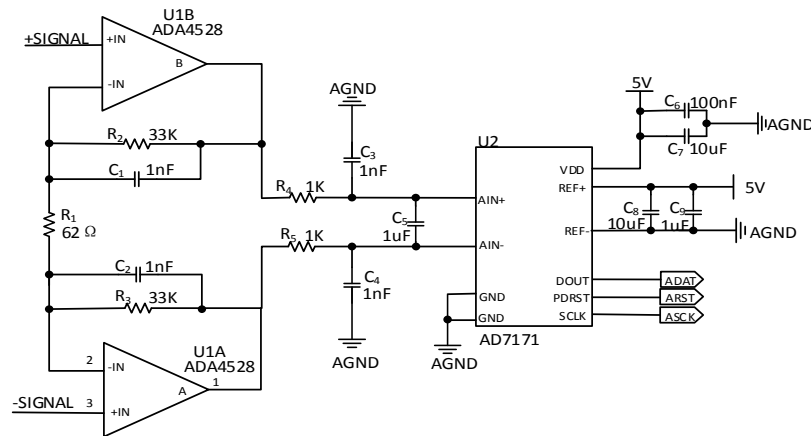 U1B
ADA4528
+SIGNAL
+IN
-IN
B
R2 33K
C1 1nF
R1
62 Ω
C2 1nF
R3 33K
U1A
ADA4528
2
-IN
1
A
-SIGNAL
3
+IN
AGND
C3
1nF
R4 1K
C5
1uF
R5 1K
C4
1nF
AGND
U2
AIN+
AIN-
GND
GND
VDD
REF+
REF-
DOUT
PDRST
SCLK
AD7171
AGND
5V
C6 100nF
C7 10uF
AGND
5V
C8
10uF
C9
1uF
AGND
ADAT
ARST
ASCK